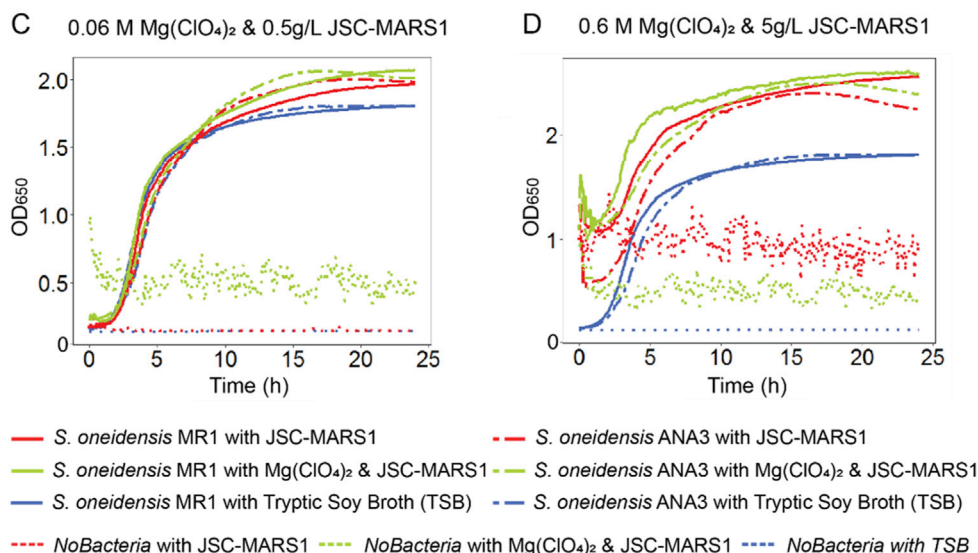 C
0.06 M Mg(ClO₄)₂ & 0.5g/L JSC-MARS1
OD650
2.0
1.5
1.0
0.5
0
0 5 10 15 20 25
Time (h)
D
0.6 M Mg(ClO₄)₂ & 5g/L JSC-MARS1
OD650
2
1
0
0 5 10 15 20 25
Time (h)
S. oneidensis MR1 with JSC-MARS1
S. oneidensis ANA3 with JSC-MARS1
S. oneidensis MR1 with Mg(ClO₄)₂ & JSC-MARS1
S. oneidensis ANA3 with Mg(ClO₄)₂ & JSC-MARS1
S. oneidensis MR1 with Tryptic Soy Broth (TSB)
S. oneidensis ANA3 with Tryptic Soy Broth (TSB)
NoBacteria with JSC-MARS1
NoBacteria with Mg(ClO₄)₂ & JSC-MARS1
NoBacteria with TSB